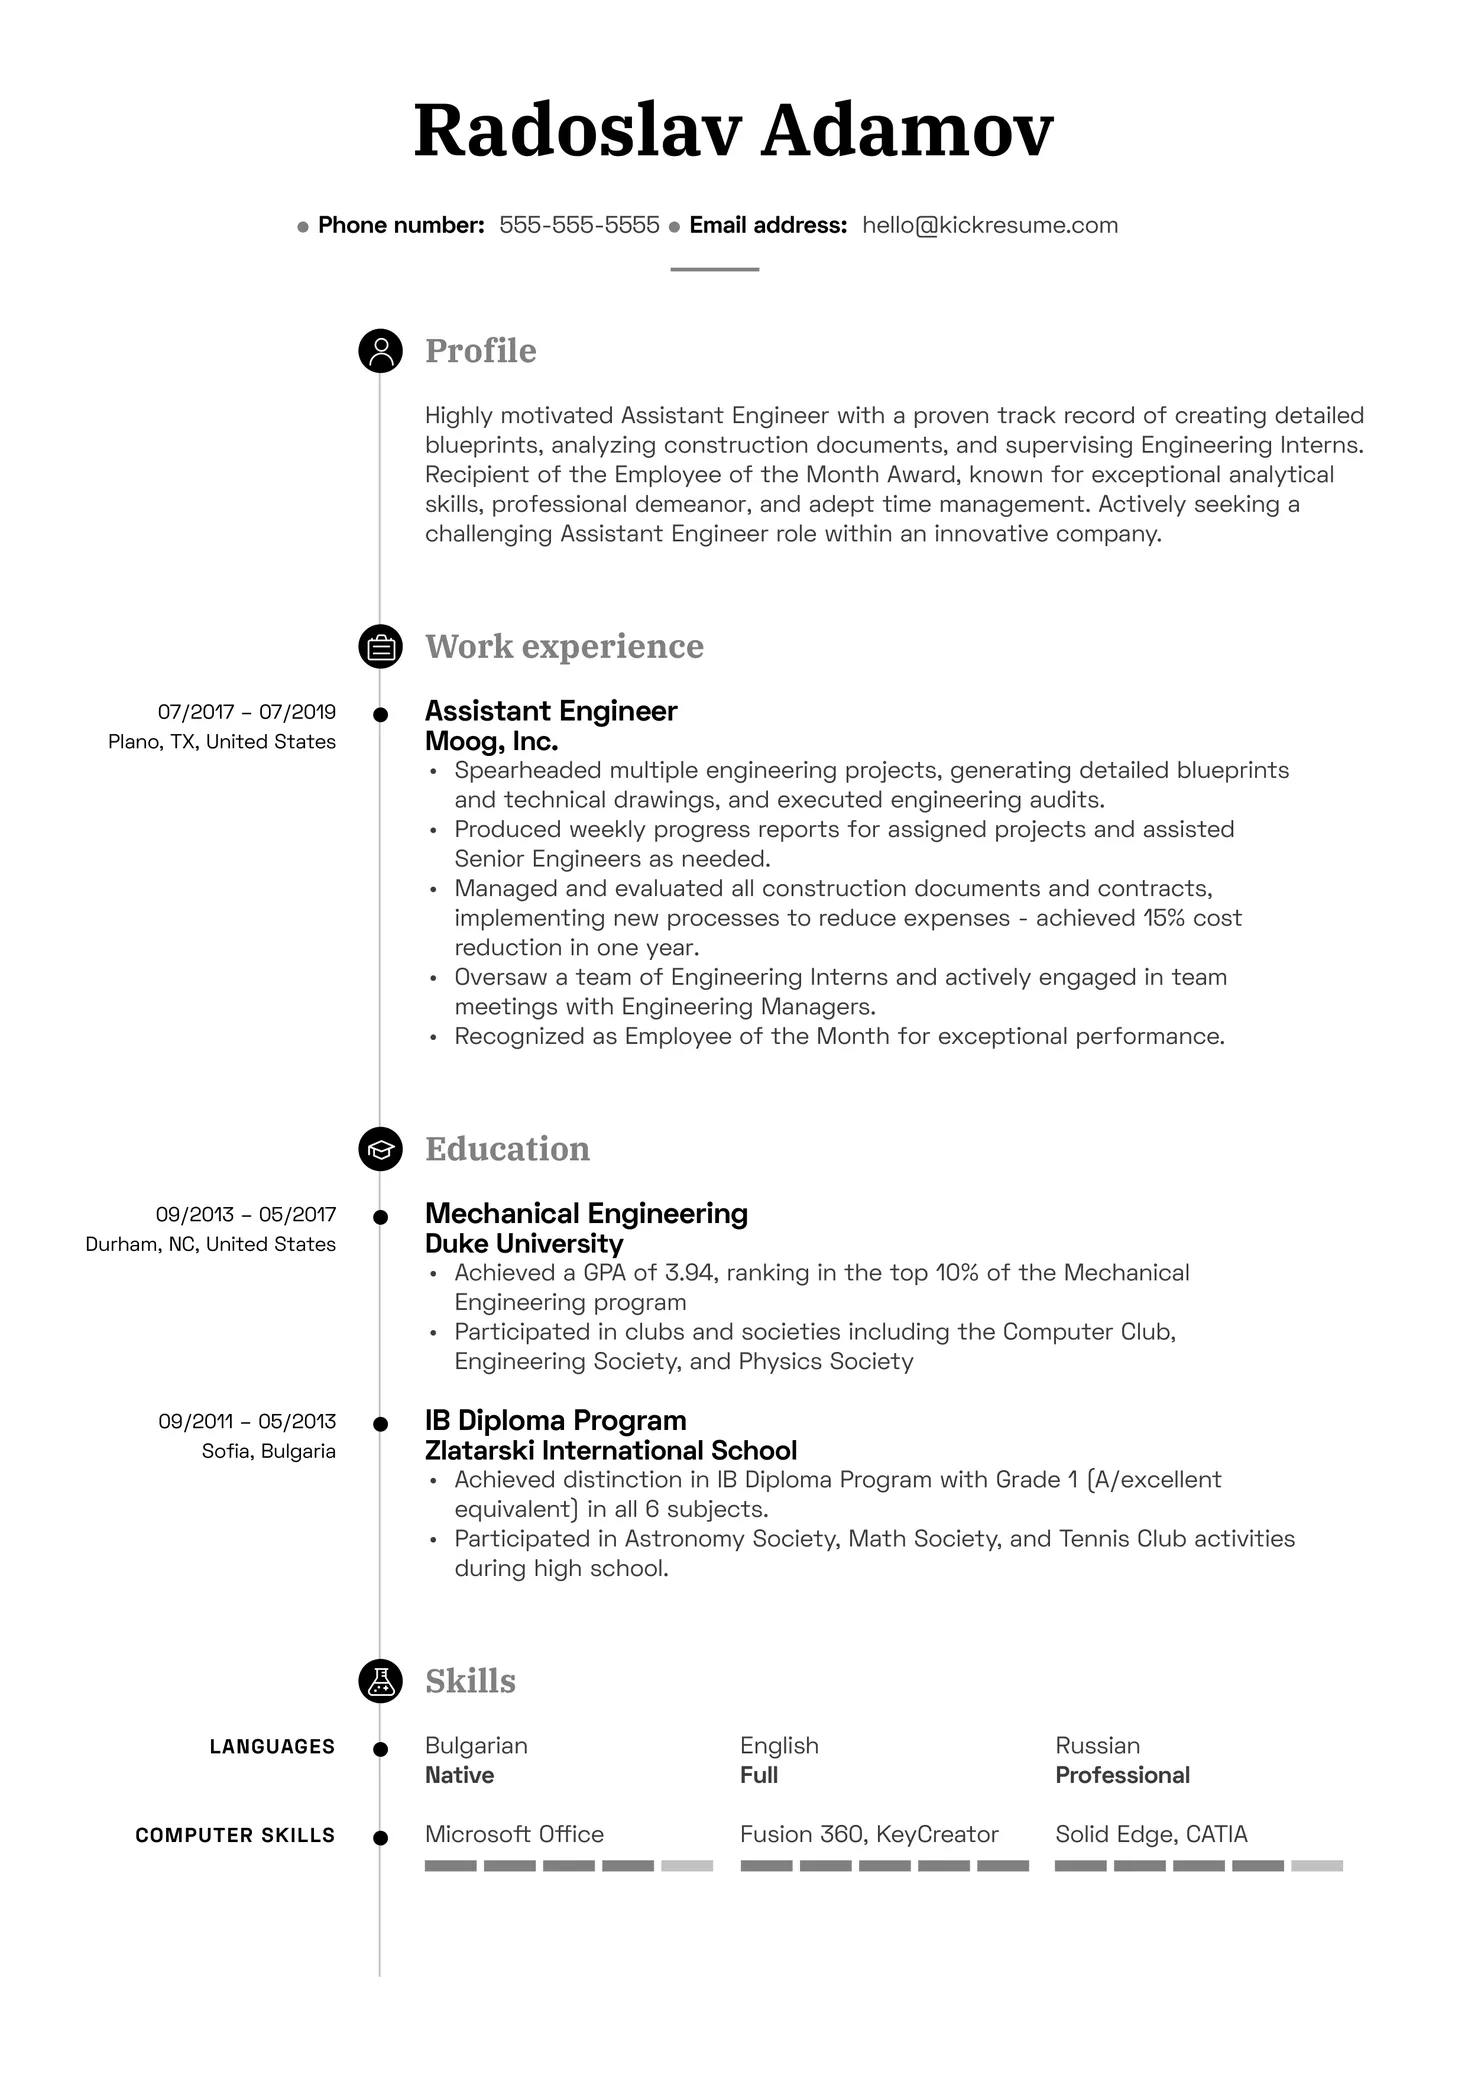 Radoslav Adamov
● Phone number: 555-555-5555 ● Email address: hello@kickresume.com
Profile
Highly motivated Assistant Engineer with a proven track record of creating detailed
blueprints, analyzing construction documents, and supervising Engineering Interns.
Recipient of the Employee of the Month Award, known for exceptional analytical
skills, professional demeanor, and adept time management. Actively seeking a
challenging Assistant Engineer role within an innovative company.
Work experience
07/2017 – 07/2019
Plano, TX, United States
Assistant Engineer
Moog, Inc.
• Spearheaded multiple engineering projects, generating detailed blueprints
and technical drawings, and executed engineering audits.
• Produced weekly progress reports for assigned projects and assisted
Senior Engineers as needed.
• Managed and evaluated all construction documents and contracts,
implementing new processes to reduce expenses - achieved 15% cost
reduction in one year.
• Oversaw a team of Engineering Interns and actively engaged in team
meetings with Engineering Managers.
• Recognized as Employee of the Month for exceptional performance.
Education
09/2013 – 05/2017
Durham, NC, United States
Mechanical Engineering
Duke University
• Achieved a GPA of 3.94, ranking in the top 10% of the Mechanical
Engineering program
• Participated in clubs and societies including the Computer Club,
Engineering Society, and Physics Society
09/2011 – 05/2013
Sofia, Bulgaria
IB Diploma Program
Zlatarski International School
• Achieved distinction in IB Diploma Program with Grade 1 (A/excellent
equivalent) in all 6 subjects.
• Participated in Astronomy Society, Math Society, and Tennis Club activities
during high school.
Skills
LANGUAGES
Bulgarian
Native
English
Full
Russian
Professional
COMPUTER SKILLS
Microsoft Office
Fusion 360, KeyCreator
Solid Edge, CATIA